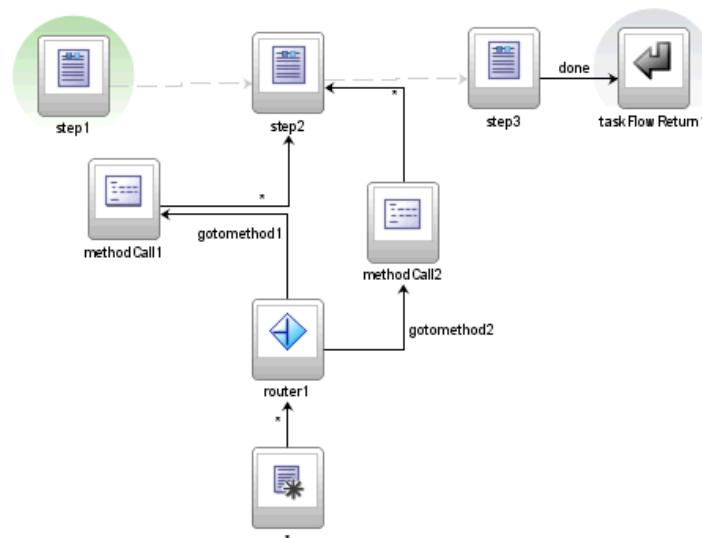 done
step1
step2
step3
taskFlowReturn1
*
*
gotomethod1
methodCall1
methodCall2
gotomethod2
router1
*
*